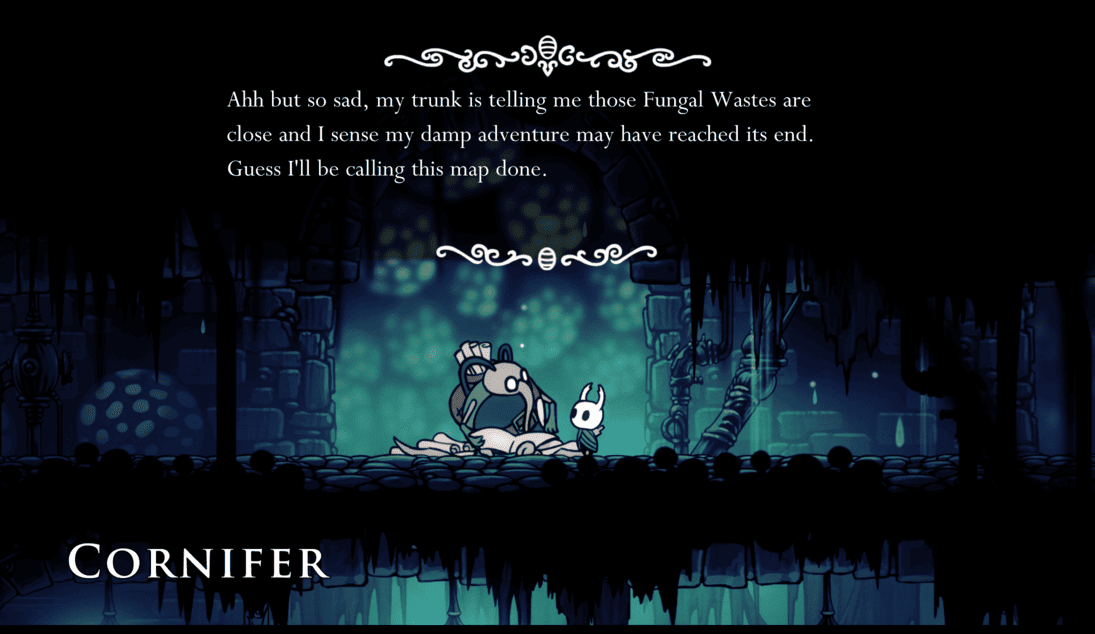 Ahh but so sad, my trunk is telling me those Fungal Wastes are
close and I sense my damp adventure may have reached its end.
Guess I'll be calling this map done.
CORNIFER